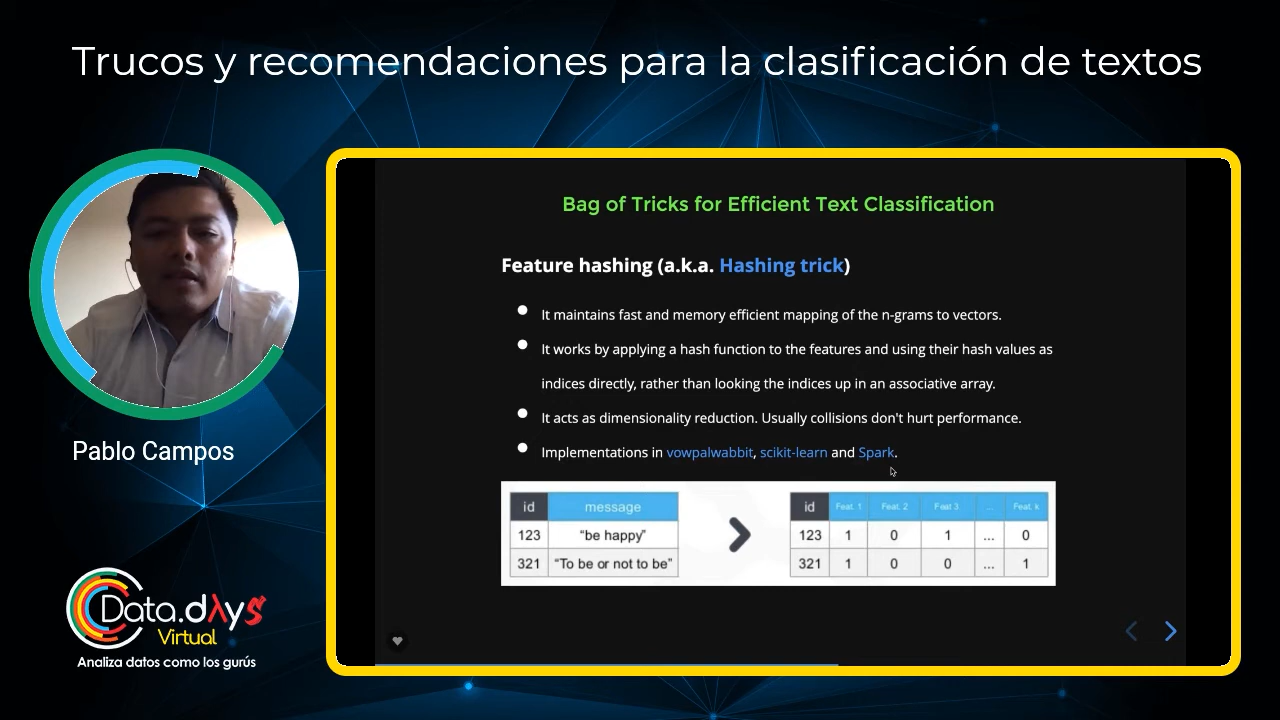 Trucos y recomendaciones para la clasificación de textos
Pablo Campos
Data.dAyS
Virtual
Analiza datos como los gurús
Bag of Tricks for Efficient Text Classification
Feature hashing (a.k.a. Hashing trick)
It maintains fast and memory efficient mapping of the n-grams to vectors.
It works by applying a hash function to the features and using their hash values as
indices directly, rather than looking the indices up in an associative array.
It acts as dimensionality reduction. Usually collisions don't hurt performance.
Implementations in vowpalwabbit, scikit-learn and Spark.
id message
123 "be happy"
321 "To be or not to be"
id Feat. 1 Feat. 2 Feat 3 ... Feat. k
123 1 0 1 ... 0
321 1 0 0 ... 1